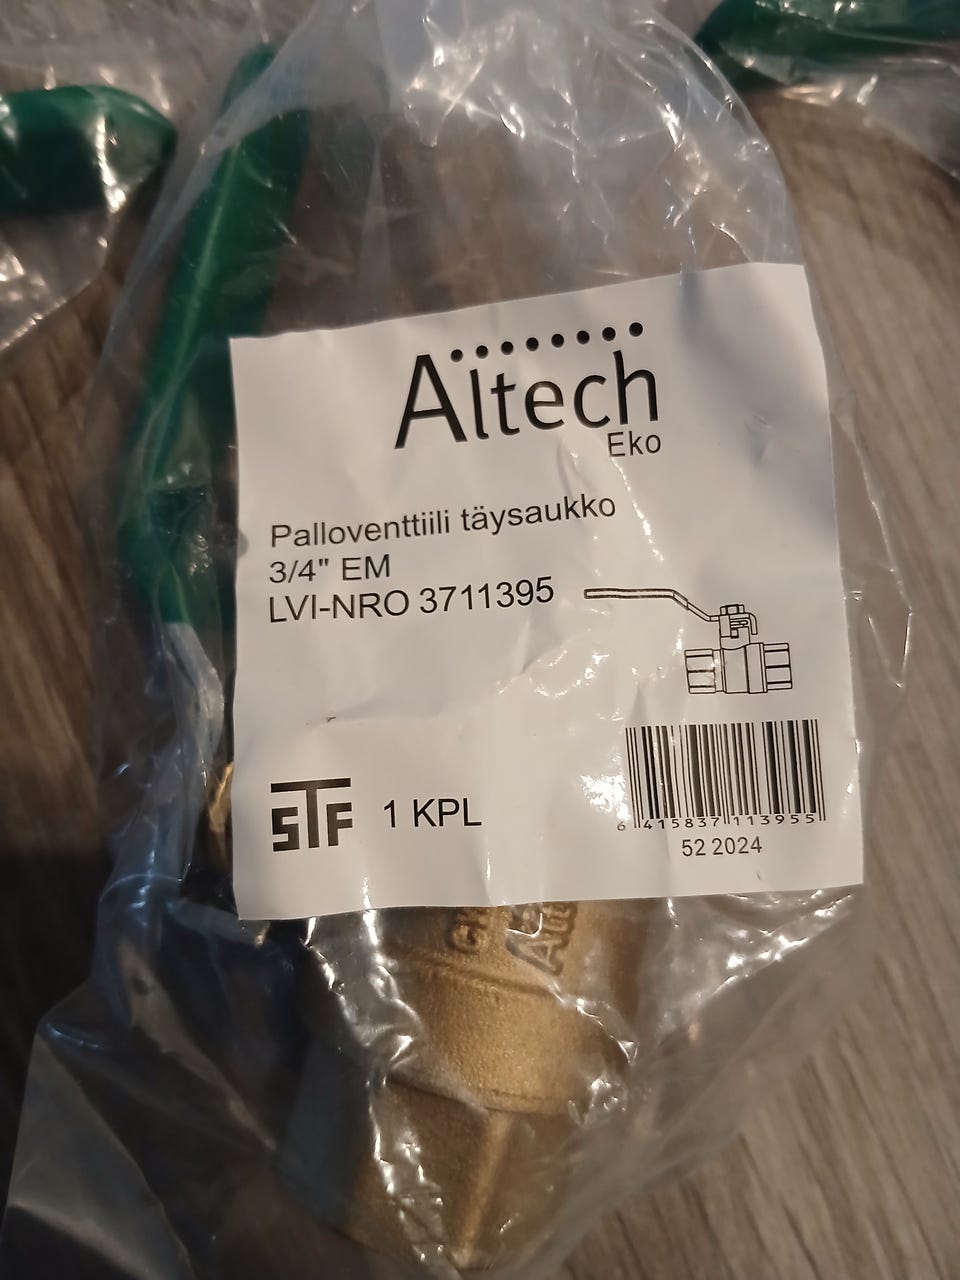 Altech
Eko
Palloventtiili täysaukko
3/4" EM
LVI-NRO 3711395
STF
1 KPL
6 415837 113955
52 2024